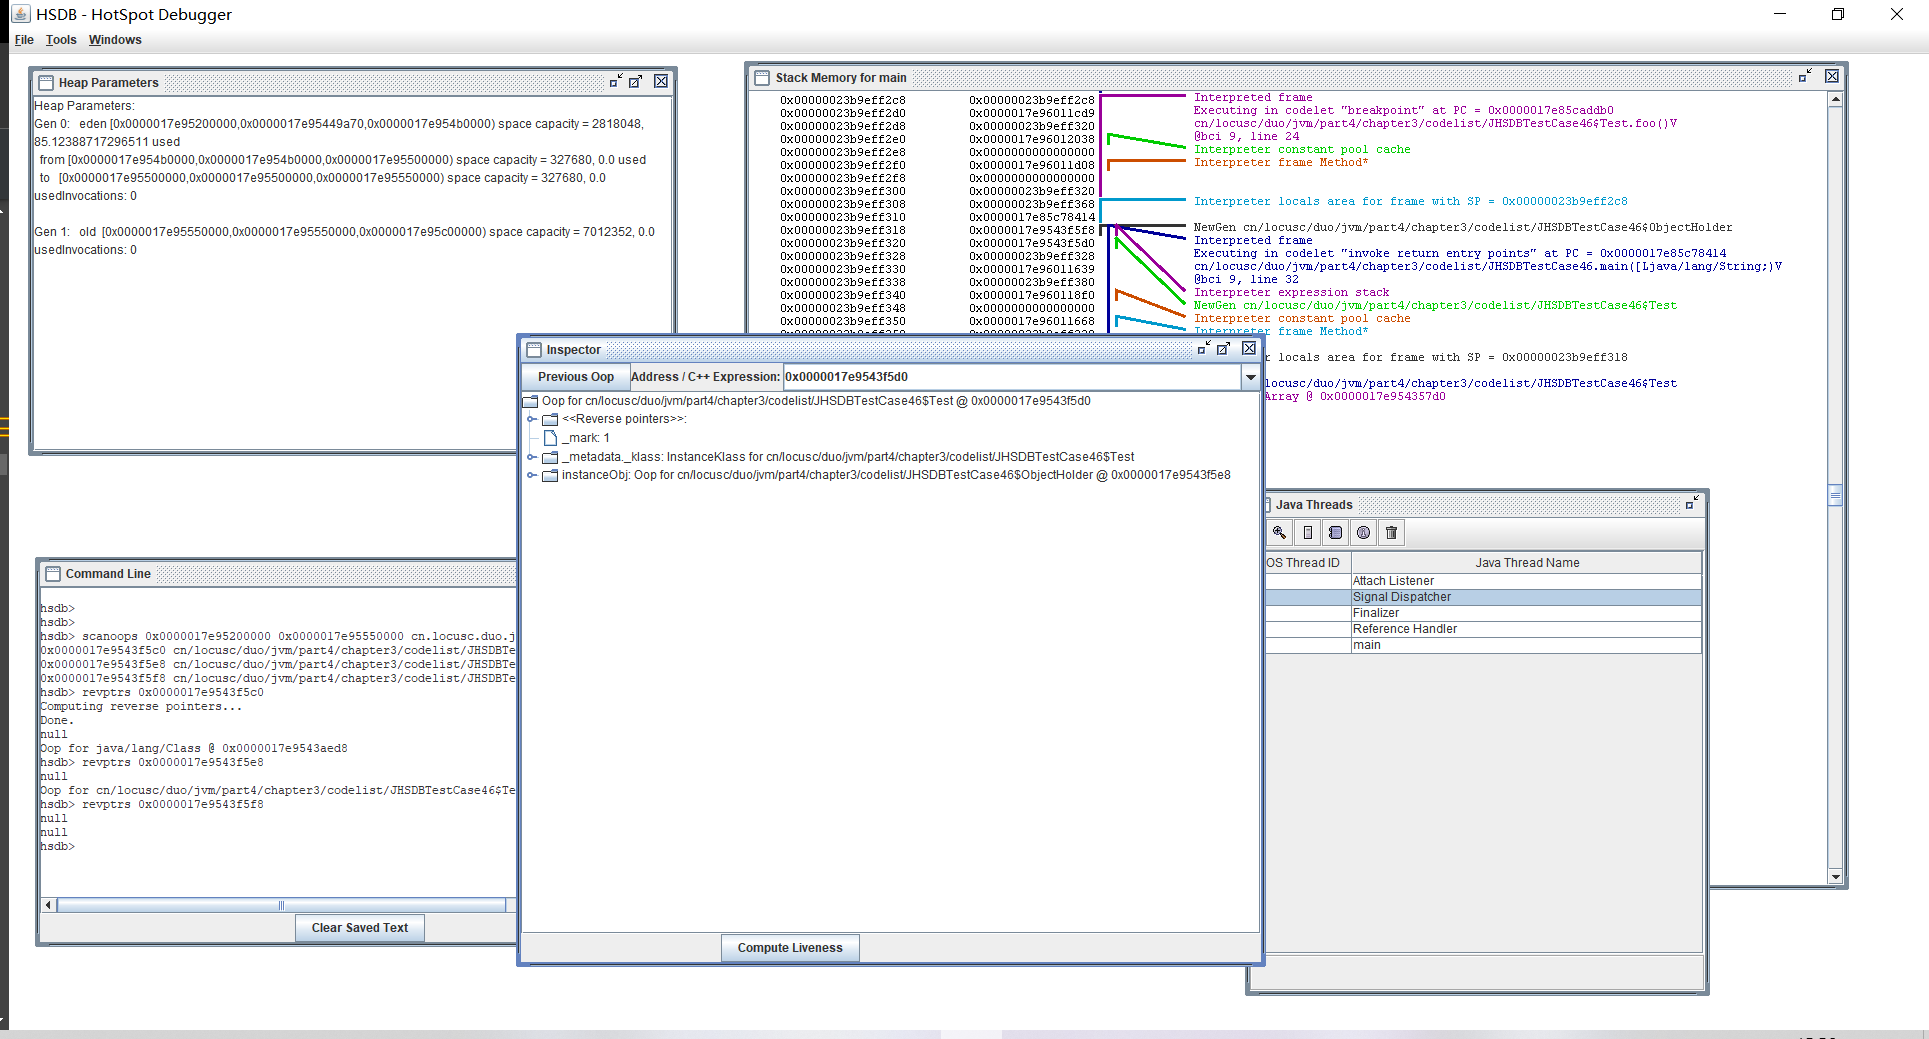 HSDB - HotSpot Debugger
File Tools Windows
Heap Parameters
Heap Parameters:
Gen 0:   eden [0x0000017e95200000,0x0000017e95449a70,0x0000017e954b0000) space capacity = 2818048,
85.12388717296511 used
from [0x0000017e954b0000,0x0000017e954b0000,0x0000017e95500000) space capacity = 327680, 0.0 used
to   [0x0000017e95500000,0x0000017e95500000,0x0000017e95550000) space capacity = 327680, 0.0
usedInvocations: 0
Gen 1:   old  [0x0000017e95550000,0x0000017e95550000,0x0000017e95c00000) space capacity = 7012352, 0.0
usedInvocations: 0
Stack Memory for main
0x00000023b9eff2c8 0x00000023b9eff2c8
0x00000023b9eff2d0 0x0000017e96011cd9
0x00000023b9eff2d8 0x00000023b9eff320
0x00000023b9eff2e0 0x0000017e96012038
0x00000023b9eff2e8 0x0000000000000000
0x00000023b9eff2f0 0x0000017e96011d08
0x00000023b9eff2f8 0x0000000000000000
0x00000023b9eff300 0x00000023b9eff320
0x00000023b9eff308 0x00000023b9eff368
0x00000023b9eff310 0x0000017e85c78414
0x00000023b9eff318 0x0000017e9543f5f8
0x00000023b9eff320 0x0000017e9543f5d0
0x00000023b9eff328 0x00000023b9eff328
0x00000023b9eff330 0x0000017e96011639
0x00000023b9eff338 0x00000023b9eff380
0x00000023b9eff340 0x0000017e960118f0
0x00000023b9eff348 0x0000000000000000
0x00000023b9eff350 0x0000017e96011668
Interpreted frame
Executing in codelet "breakpoint" at PC = 0x0000017e85caddb0
cn/locusc/duo/jvm/part4/chapter3/codelist/JHSDBTestCase46$Test.foo()V
@bci 9, line 24
Interpreter constant pool cache
Interpreter frame Method*
Interpreter locals area for frame with SP = 0x00000023b9eff2c8
NewGen cn/locusc/duo/jvm/part4/chapter3/codelist/JHSDBTestCase46$ObjectHolder
Interpreted frame
Executing in codelet "invoke return entry points" at PC = 0x0000017e85c78414
cn/locusc/duo/jvm/part4/chapter3/codelist/JHSDBTestCase46.main([Ljava/lang/String;)V
@bci 9, line 32
Interpreter expression stack
NewGen cn/locusc/duo/jvm/part4/chapter3/codelist/JHSDBTestCase46$Test
Interpreter constant pool cache
Interpreter frame Method*
r locals area for frame with SP = 0x00000023b9eff318
locusc/duo/jvm/part4/chapter3/codelist/JHSDBTestCase46$Test
Array @ 0x0000017e954357d0
Inspector
Previous Oop Address / C++ Expression: 0x0000017e9543f5d0
Oop for cn/locusc/duo/jvm/part4/chapter3/codelist/JHSDBTestCase46$Test @ 0x0000017e9543f5d0
<<Reverse pointers>>:
_mark: 1
_metadata._klass: InstanceKlass for cn/locusc/duo/jvm/part4/chapter3/codelist/JHSDBTestCase46$Test
instanceObj: Oop for cn/locusc/duo/jvm/part4/chapter3/codelist/JHSDBTestCase46$ObjectHolder @ 0x0000017e9543f5e8
Compute Liveness
Java Threads
OS Thread ID Java Thread Name
Attach Listener
Signal Dispatcher
Finalizer
Reference Handler
main
Command Line
hsdb>
hsdb>
hsdb> scanoops 0x0000017e95200000 0x0000017e95550000 cn.locusc.duo.j
0x0000017e9543f5c0 cn/locusc/duo/jvm/part4/chapter3/codelist/JHSDBTe
0x0000017e9543f5e8 cn/locusc/duo/jvm/part4/chapter3/codelist/JHSDBTe
0x0000017e9543f5f8 cn/locusc/duo/jvm/part4/chapter3/codelist/JHSDBTe
hsdb> revptrs 0x0000017e9543f5c0
Computing reverse pointers...
Done.
null
Oop for java/lang/Class @ 0x0000017e9543aed8
hsdb> revptrs 0x0000017e9543f5e8
null
Oop for cn/locusc/duo/jvm/part4/chapter3/codelist/JHSDBTestCase46$Te
hsdb> revptrs 0x0000017e9543f5f8
null
null
hsdb>
Clear Saved Text